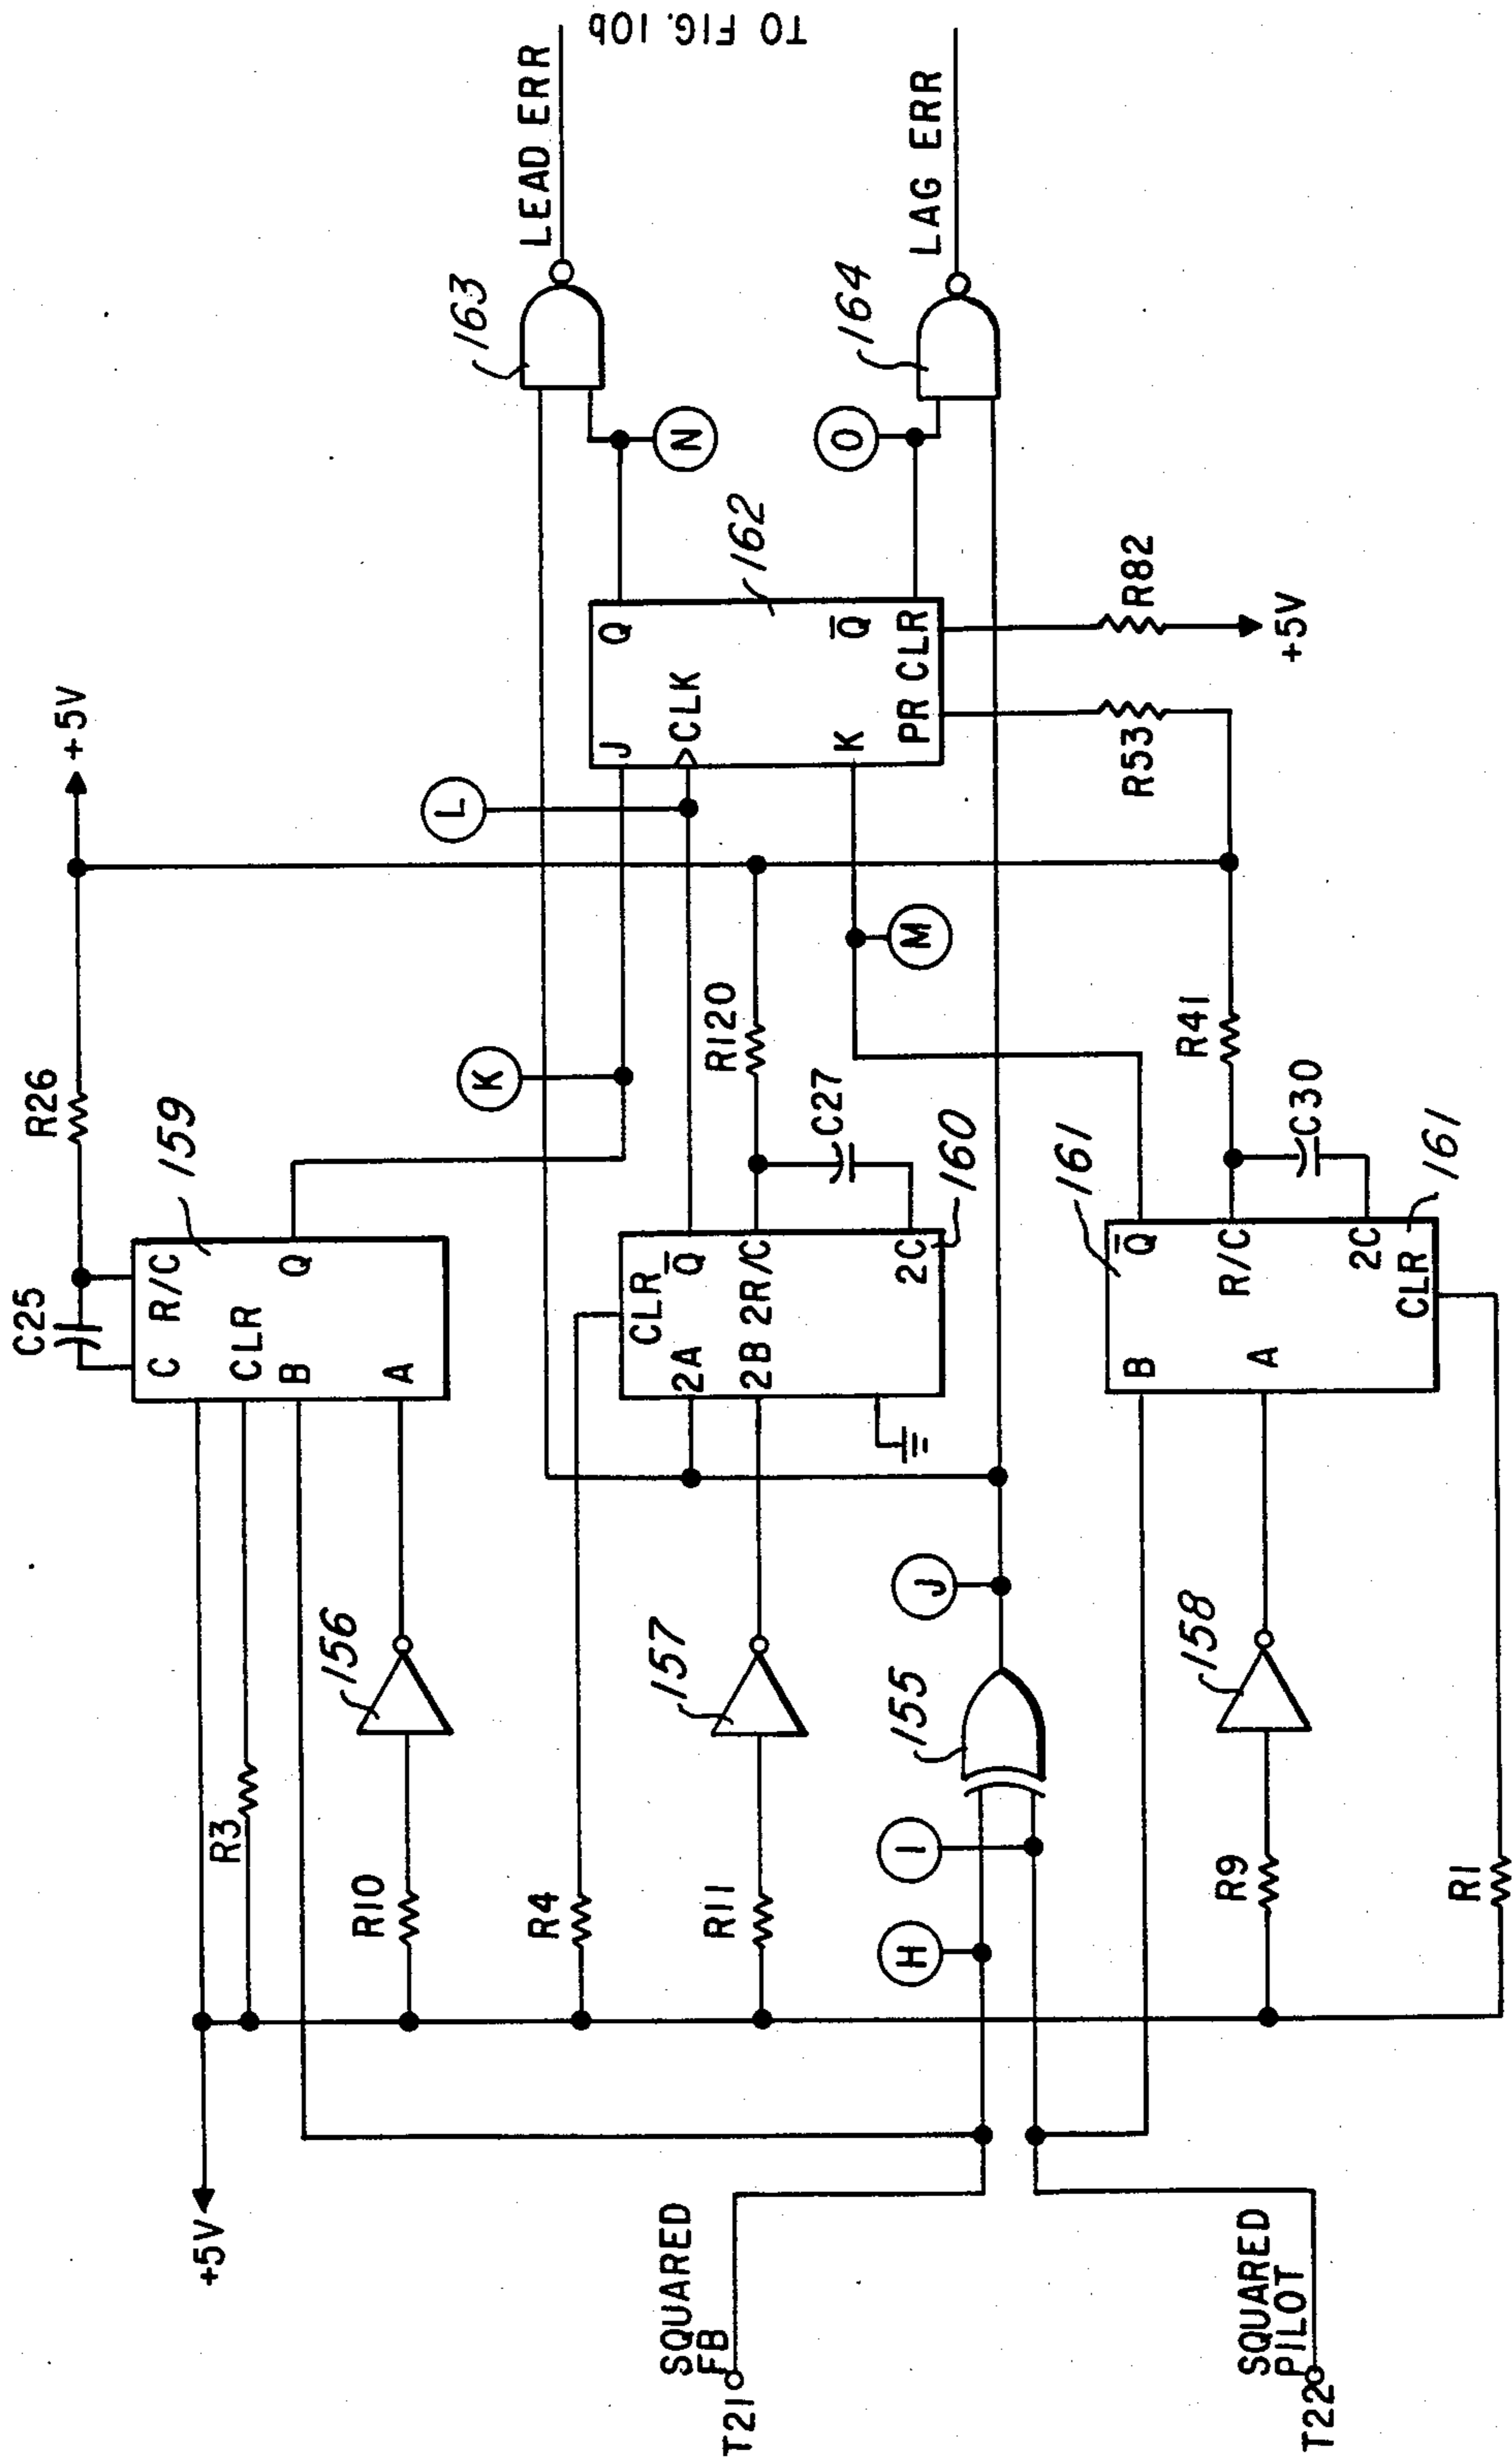 +5V
+5V
C25
R26
159
C R/C
CLR
Q
B
A
R3
R10
156
K
L
LEAD ERR
163
TO FIG. 10b
N
J
Q
CLK
162
K
Q̅
PR CLR
R4
CLR
2A Q̅
2B 2R/C
2C
160
R120
C27
R11
157
SQUARED
FB
T21
H
I
155
J
M
O
164
LAG ERR
R53
R82
+5V
SQUARED
PILOT
T22
R9
158
161
B Q̅
A R/C
2C
CLR
161
R41
C30
R1